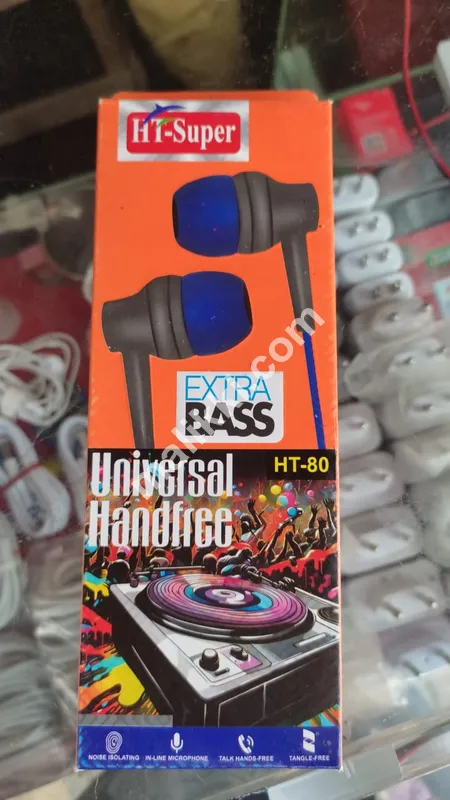 HT-Super
EXTRA
BASS
Universal
Handfree
HT-80
NOISE ISOLATING
IN-LINE MICROPHONE
TALK HANDS-FREE
TANGLE-FREE